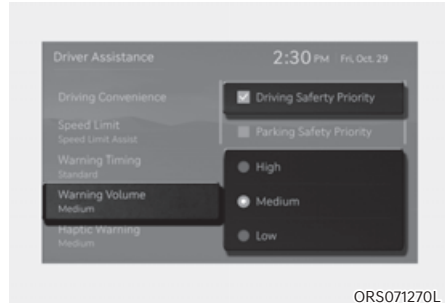 Driver Assistance
2:30 PM Fri, Oct. 29
Driving Convenience
Speed Limit
Speed Limit Assist
Warning Timing
Standard
Warning Volume
Medium
Haptic Warning
Medium
Driving Saferty Priority
Parking Safety Priority
High
Medium
Low
ORS071270L